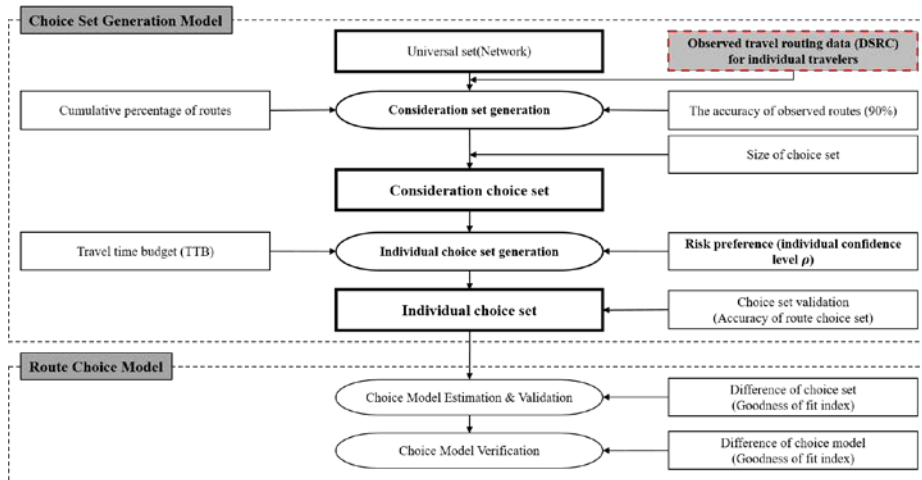 Choice Set Generation Model
Universal set(Network)
Observed travel routing data (DSRC)
for individual travelers
Cumulative percentage of routes
Consideration set generation
The accuracy of observed routes (90%)
Size of choice set
Consideration choice set
Travel time budget (TTB)
Individual choice set generation
Risk preference (individual confidence
level ρ)
Individual choice set
Choice set validation
(Accuracy of route choice set)
Route Choice Model
Choice Model Estimation & Validation
Difference of choice set
(Goodness of fit index)
Choice Model Verification
Difference of choice model
(Goodness of fit index)